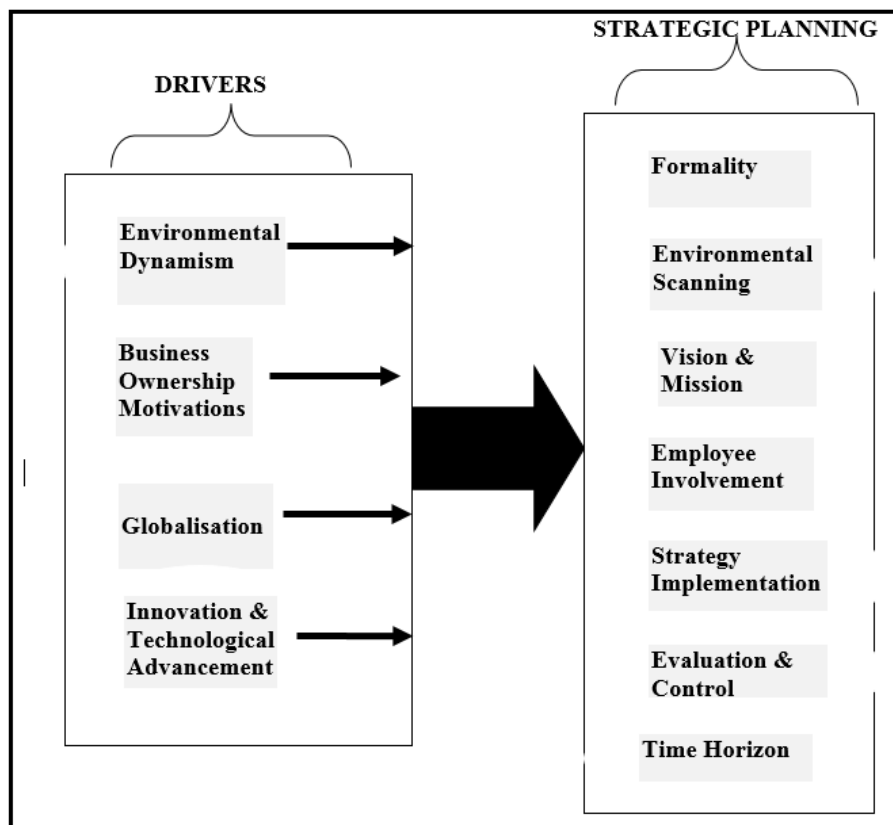 STRATEGIC PLANNING
DRIVERS
Environmental
Dynamism
Business
Ownership
Motivations
Globalisation
Innovation &
Technological
Advancement
Formality
Environmental
Scanning
Vision &
Mission
Employee
Involvement
Strategy
Implementation
Evaluation &
Control
Time Horizon